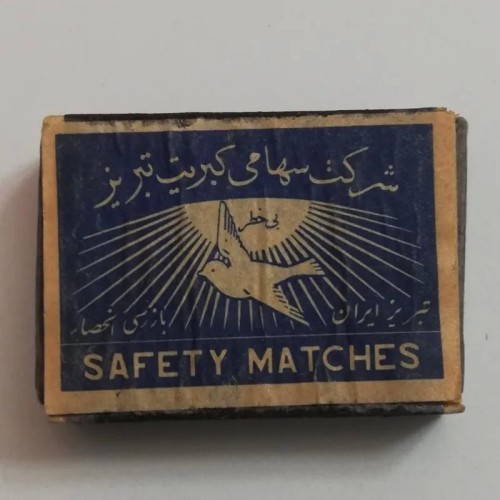 شرکت سهامی کبریت تبریز
بی خطر
تبریز ایران بازرسی انحصار
SAFETY MATCHES